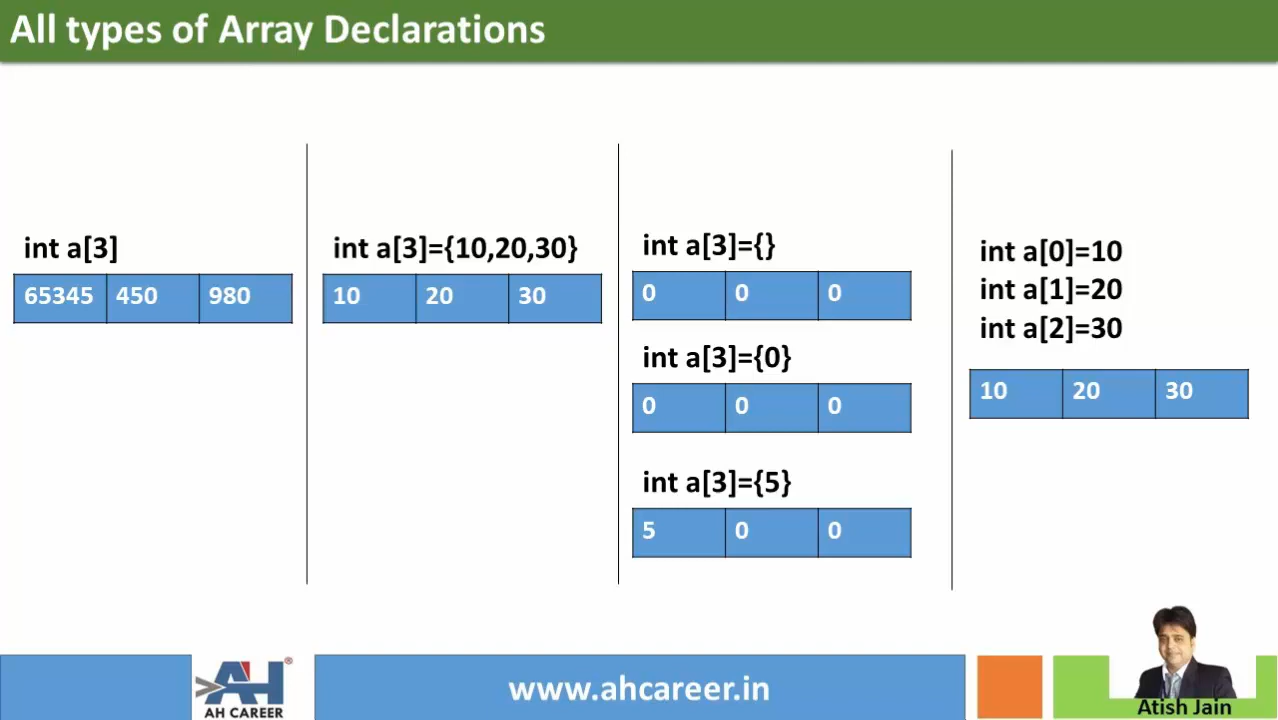 All types of Array Declarations
int a[3]
65345 450 980
int a[3]={10,20,30}
10 20 30
int a[3]={}
0 0 0
int a[3]={0}
0 0 0
int a[3]={5}
5 0 0
int a[0]=10
int a[1]=20
int a[2]=30
10 20 30
AH ®
AH CAREER
www.ahcareer.in
Atish Jain